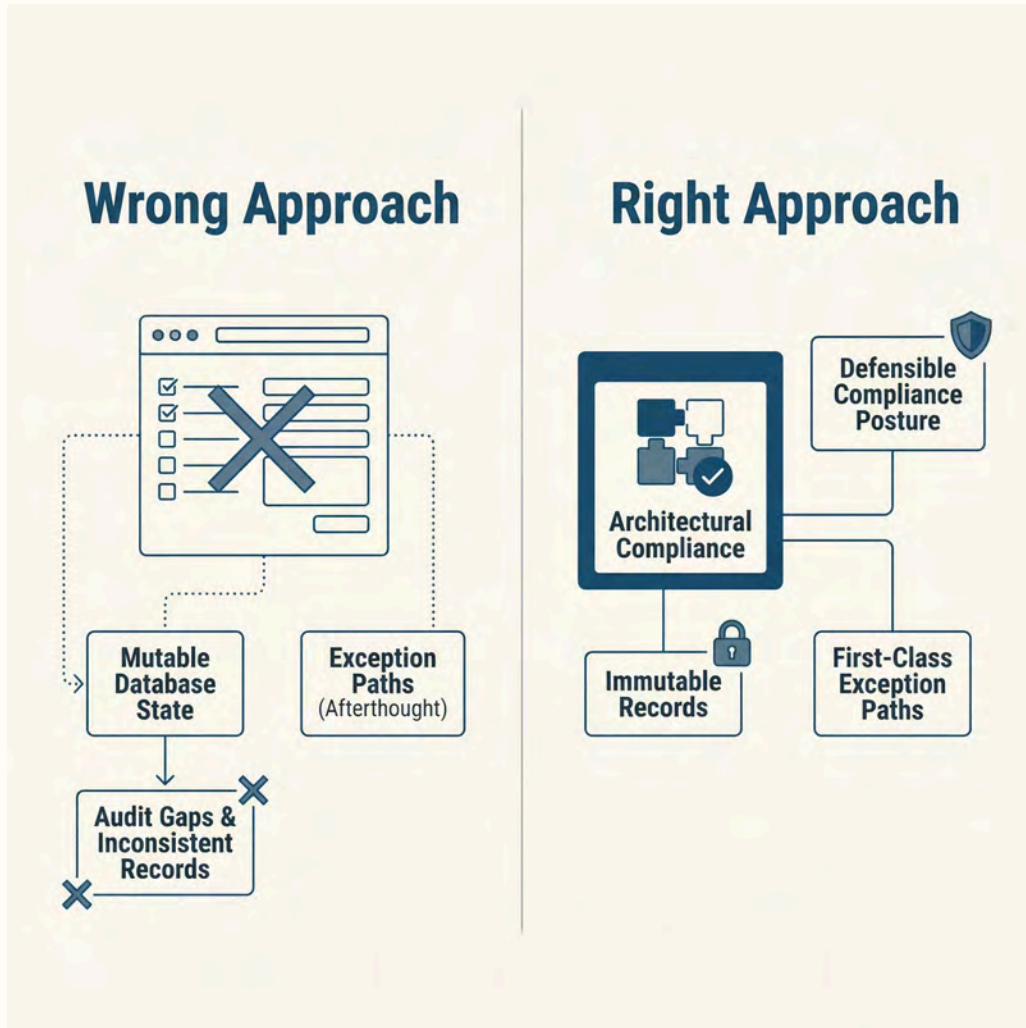 Wrong Approach
Mutable
Database
State
Exception
Paths
(Afterthought)
Audit Gaps &
Inconsistent
Records
Right Approach
Defensible
Compliance
Posture
Architectural
Compliance
Immutable
Records
First-Class
Exception
Paths